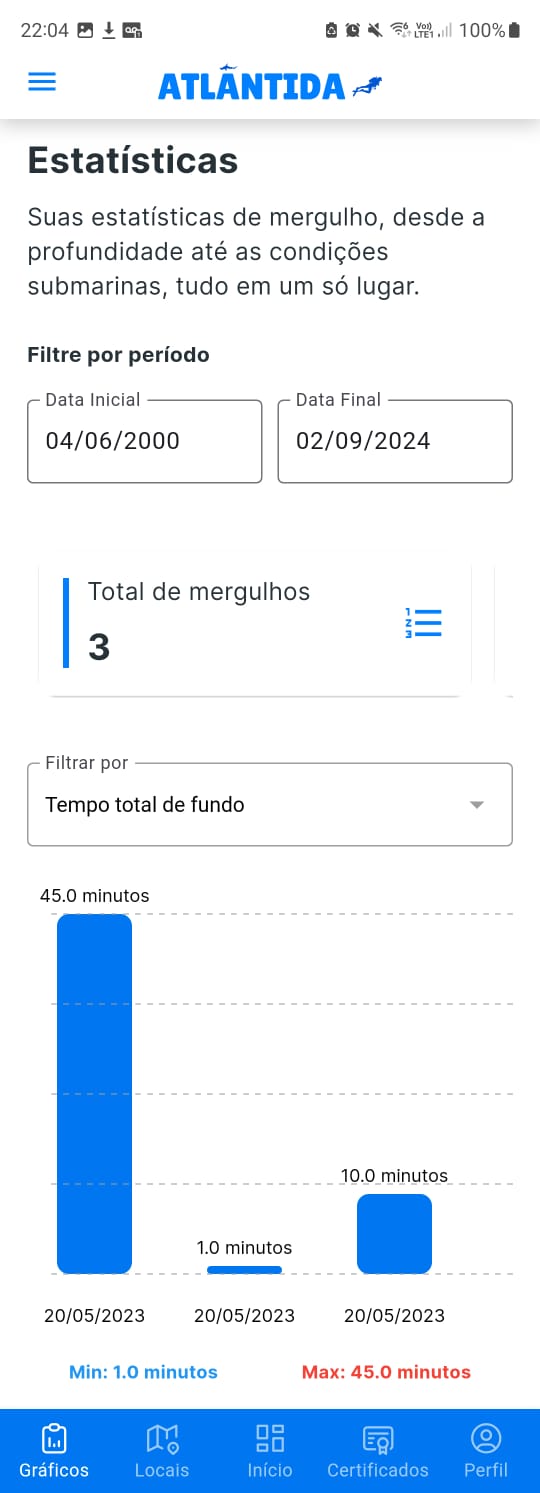 22:04
Vo)) LTE1 100%
ATLÂNTIDA
Estatísticas
Suas estatísticas de mergulho, desde a
profundidade até as condições
submarinas, tudo em um só lugar.
Filtre por período
Data Inicial
04/06/2000
Data Final
02/09/2024
Total de mergulhos
3
Filtrar por
Tempo total de fundo
45.0 minutos
1.0 minutos
10.0 minutos
20/05/2023 20/05/2023 20/05/2023
Min: 1.0 minutos Max: 45.0 minutos
Gráficos Locais Início Certificados Perfil